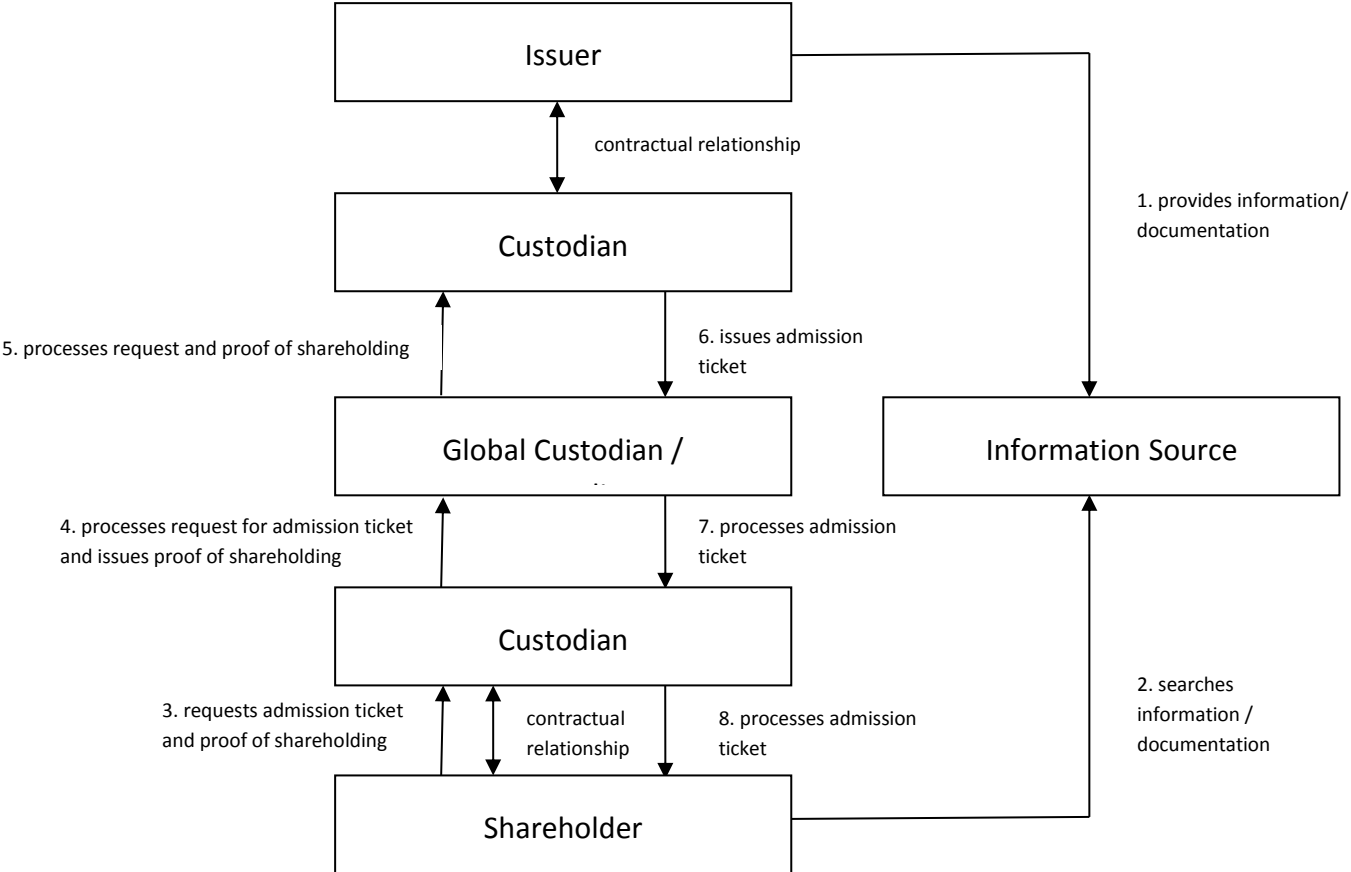 Issuer
contractual relationship
1. provides information/
documentation
Custodian
5. processes request and proof of shareholding
6. issues admission
ticket
Global Custodian /
Information Source
4. processes request for admission ticket
and issues proof of shareholding
7. processes admission
ticket
Custodian
3. requests admission ticket
and proof of shareholding
contractual
relationship
8. processes admission
ticket
2. searches
information /
documentation
Shareholder